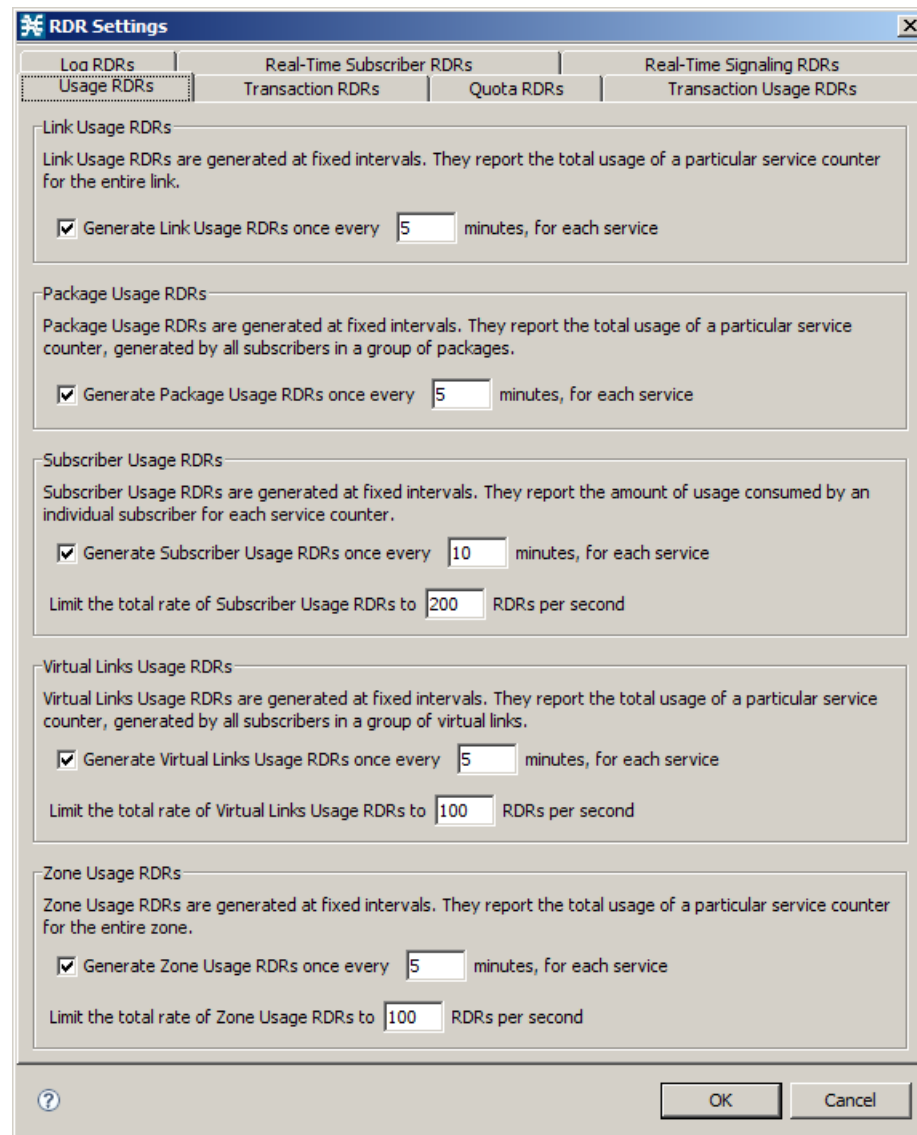 RDR Settings
Log RDRs Real-Time Subscriber RDRs Real-Time Signaling RDRs
Usage RDRs Transaction RDRs Quota RDRs Transaction Usage RDRs
Link Usage RDRs
Link Usage RDRs are generated at fixed intervals. They report the total usage of a particular service counter
for the entire link.
Generate Link Usage RDRs once every 5 minutes, for each service
Package Usage RDRs
Package Usage RDRs are generated at fixed intervals. They report the total usage of a particular service
counter, generated by all subscribers in a group of packages.
Generate Package Usage RDRs once every 5 minutes, for each service
Subscriber Usage RDRs
Subscriber Usage RDRs are generated at fixed intervals. They report the amount of usage consumed by an
individual subscriber for each service counter.
Generate Subscriber Usage RDRs once every 10 minutes, for each service
Limit the total rate of Subscriber Usage RDRs to 200 RDRs per second
Virtual Links Usage RDRs
Virtual Links Usage RDRs are generated at fixed intervals. They report the total usage of a particular service
counter, generated by all subscribers in a group of virtual links.
Generate Virtual Links Usage RDRs once every 5 minutes, for each service
Limit the total rate of Virtual Links Usage RDRs to 100 RDRs per second
Zone Usage RDRs
Zone Usage RDRs are generated at fixed intervals. They report the total usage of a particular service counter
for the entire zone.
Generate Zone Usage RDRs once every 5 minutes, for each service
Limit the total rate of Zone Usage RDRs to 100 RDRs per second
? OK Cancel